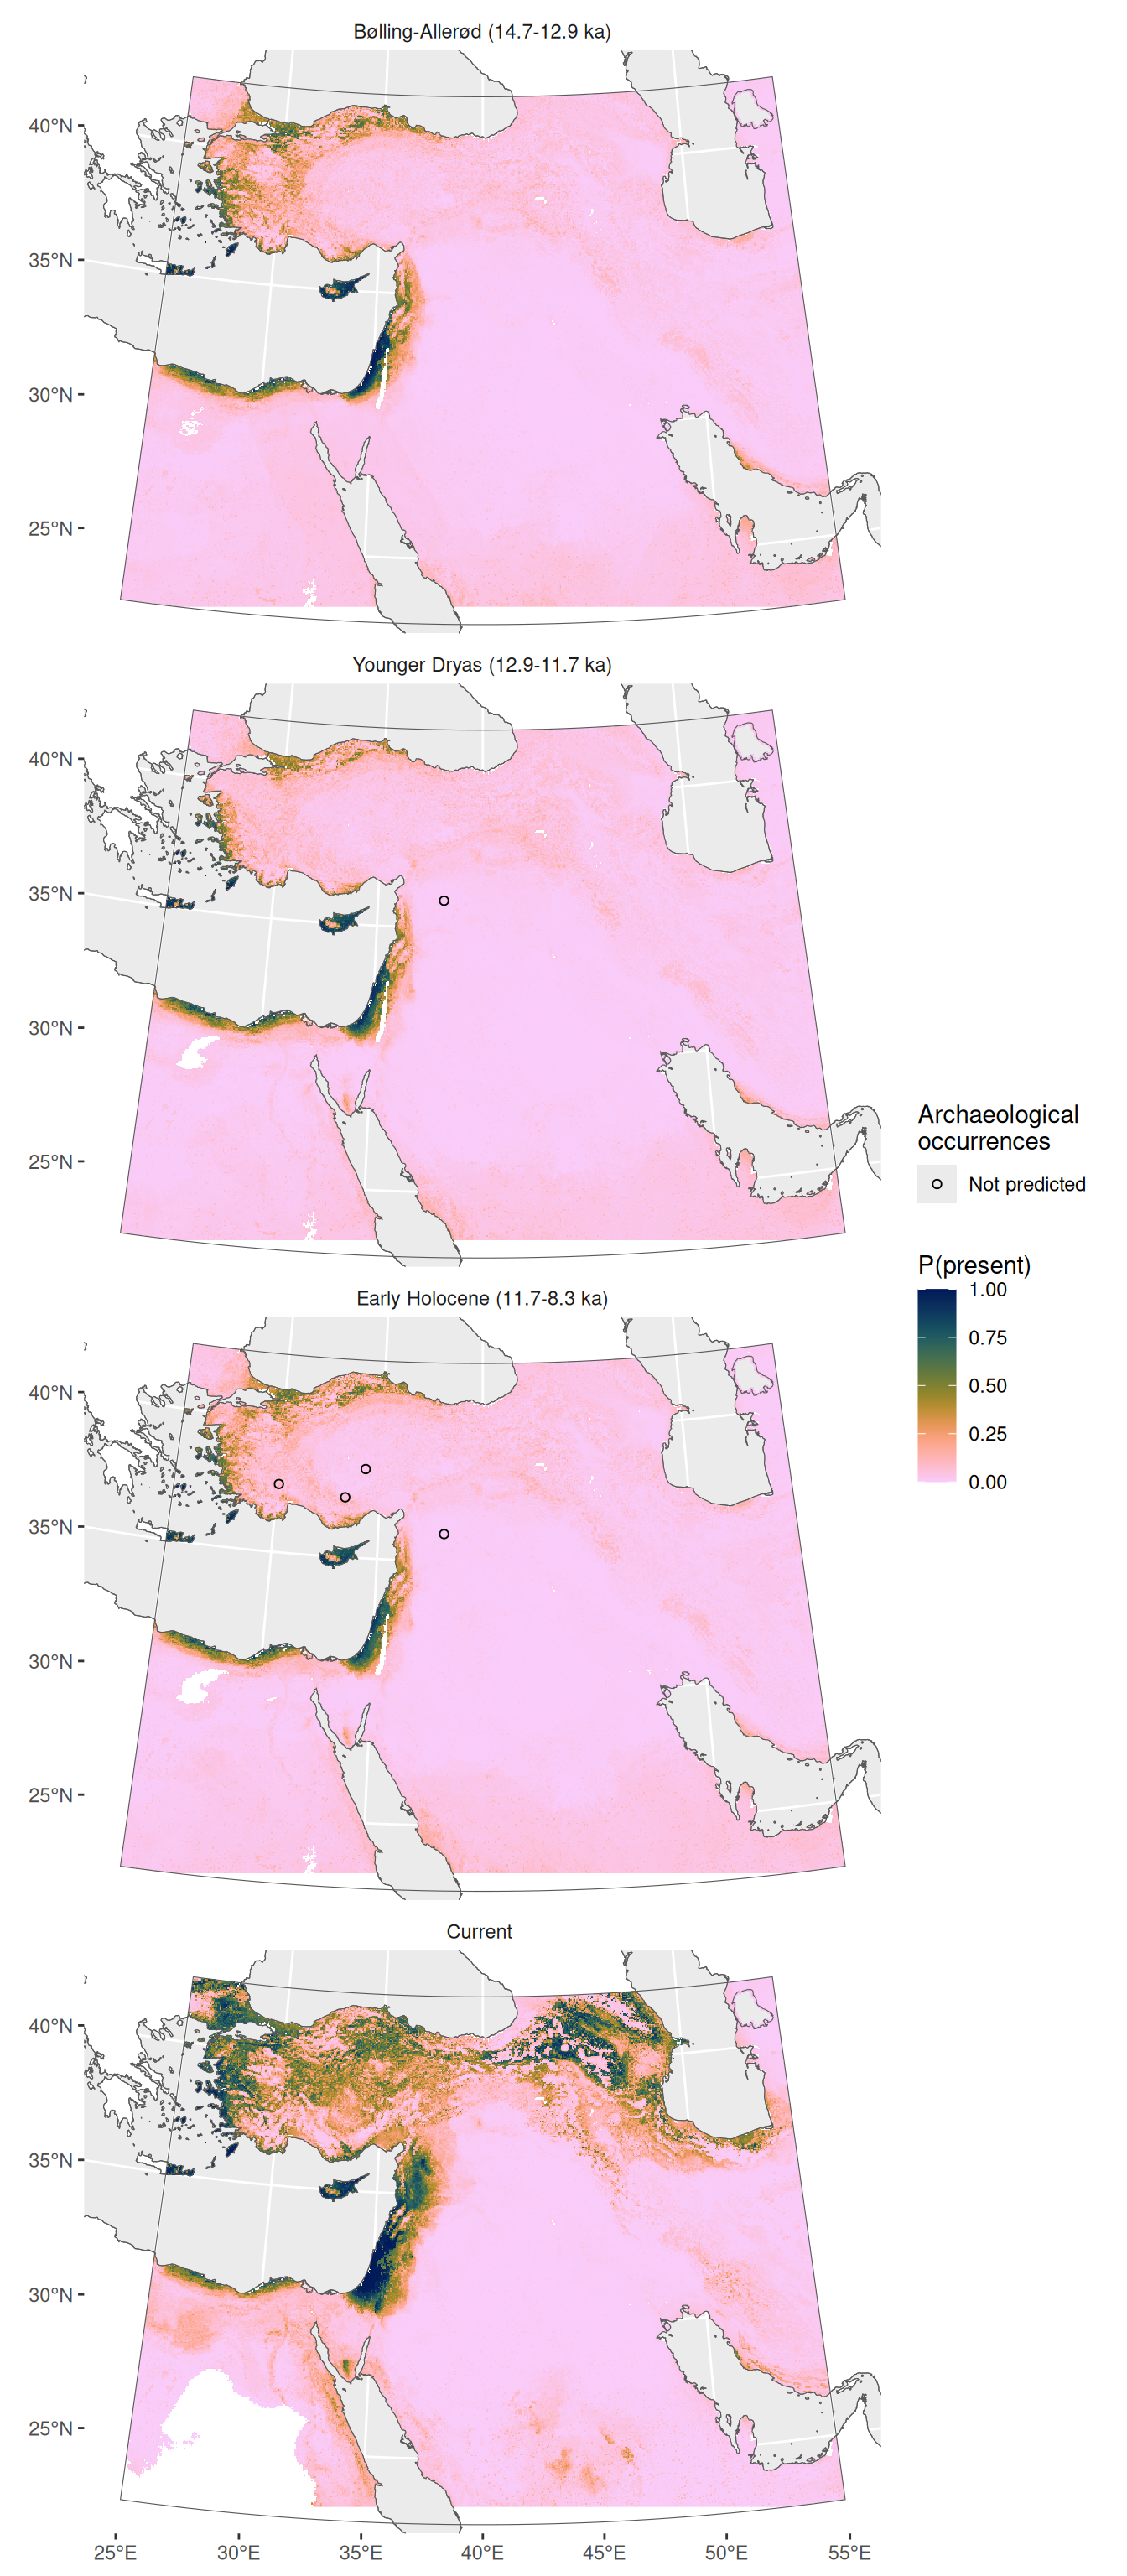 Bølling-Allerød (14.7-12.9 ka)
40°N
35°N
30°N
25°N
Younger Dryas (12.9-11.7 ka)
40°N
35°N
30°N
25°N
Archaeological
occurrences
Not predicted
P(present)
1.00
0.75
0.50
0.25
0.00
Early Holocene (11.7-8.3 ka)
40°N
35°N
30°N
25°N
Current
40°N
35°N
30°N
25°N
25°E 30°E 35°E 40°E 45°E 50°E 55°E